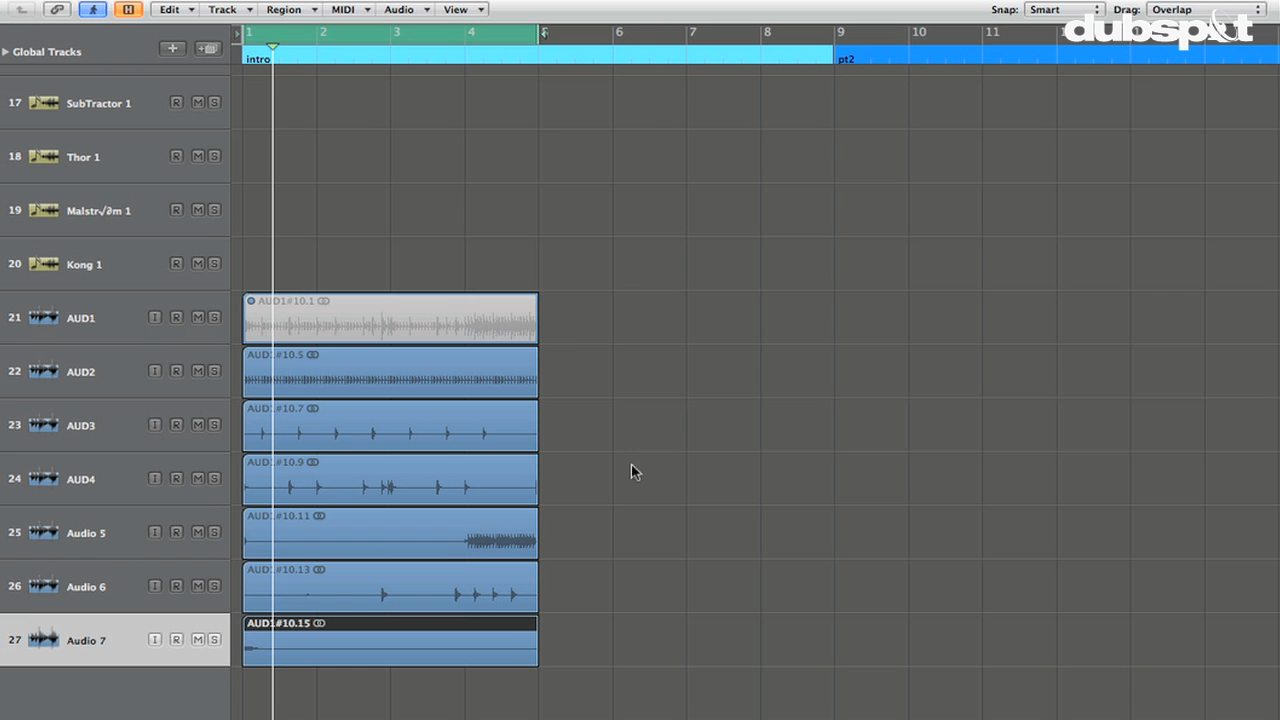 Edit Track Region MIDI Audio View Snap: Smart Drag: Overlap
dubspot
Global Tracks 1 2 3 4 5 6 7 8 9 10 11 12
intro pt2
17 SubTractor 1 R M S
18 Thor 1 R M S
19 Malstr√∂m 1 R M S
20 Kong 1 R M S
AUD1#10.1
21 AUD1 I R M S
AUD1#10.5
22 AUD2 I R M S
AUD1#10.7
23 AUD3 I R M S
AUD1#10.9
24 AUD4 I R M S
AUD1#10.11
25 Audio 5 I R M S
AUD1#10.13
26 Audio 6 I R M S
AUD1#10.15
27 Audio 7 I R M S